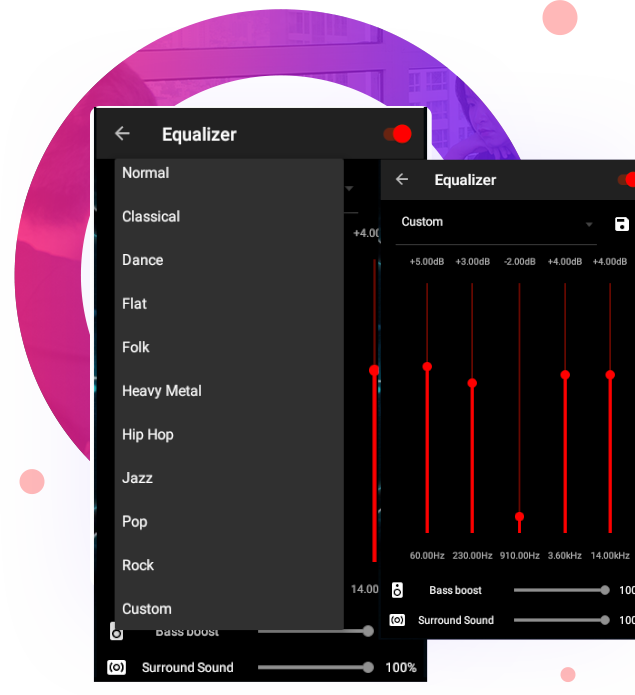 Equalizer
Normal
Classical
Dance
Flat
Folk
Heavy Metal
Hip Hop
Jazz
Pop
Rock
Custom
+4.00
14.00
Bass boost
Surround Sound 100%
Equalizer
Custom
+5.00dB +3.00dB -2.00dB +4.00dB +4.00dB
60.00Hz 230.00Hz 910.00Hz 3.60kHz 14.00kHz
Bass boost 100
Surround Sound 100